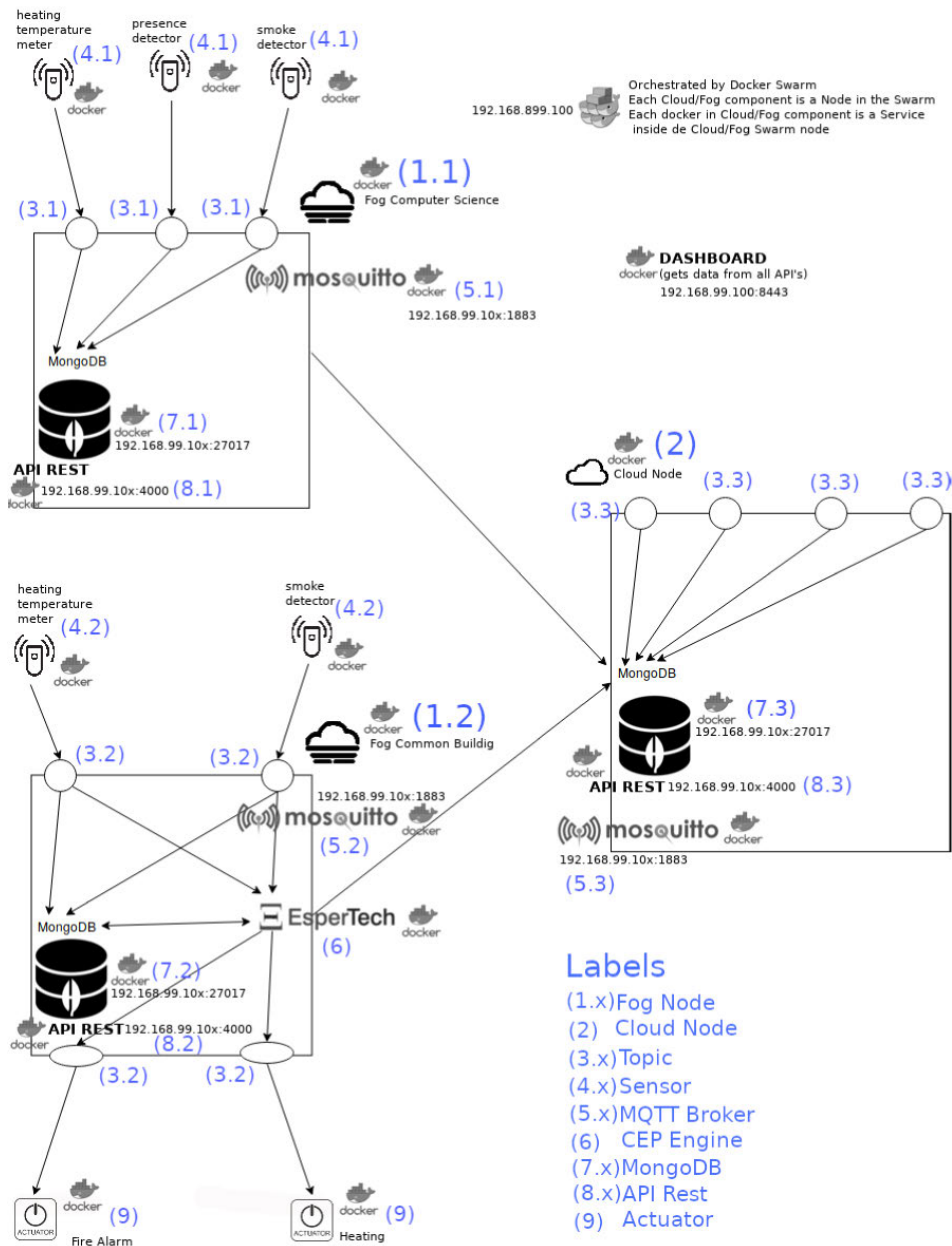 heating
temperature
meter
(4.1)
docker
presence
detector
(4.1)
docker
smoke
detector
(4.1)
docker
192.168.899.100
Orchestrated by Docker Swarm
Each Cloud/Fog component is a Node in the Swarm
Each docker in Cloud/Fog component is a Service
inside de Cloud/Fog Swarm node
docker
(1.1)
Fog Computer Science
(3.1)
(3.1)
(3.1)
mosquitto
docker
(5.1)
192.168.99.10x:1883
docker
DASHBOARD
(gets data from all API's)
192.168.99.100:8443
MongoDB
docker
(7.1)
192.168.99.10x:27017
API REST
docker
192.168.99.10x:4000
(8.1)
docker
(2)
Cloud Node
(3.3)
(3.3)
(3.3)
(3.3)
MongoDB
docker
(7.3)
192.168.99.10x:27017
docker
API REST
192.168.99.10x:4000
(8.3)
mosquitto
docker
192.168.99.10x:1883
(5.3)
heating
temperature
meter
(4.2)
docker
smoke
detector
(4.2)
docker
docker
(1.2)
Fog Common Buildig
(3.2)
(3.2)
192.168.99.10x:1883
mosquitto
docker
(5.2)
MongoDB
EsperTech
docker
(6)
docker
(7.2)
192.168.99.10x:27017
docker
API REST
192.168.99.10x:4000
(8.2)
(3.2)
(3.2)
ACTUATOR
docker
(9)
Fire Alarm
ACTUATOR
docker
(9)
Heating
Labels
(1.x) Fog Node
(2) Cloud Node
(3.x) Topic
(4.x) Sensor
(5.x) MQTT Broker
(6) CEP Engine
(7.x) MongoDB
(8.x) API Rest
(9) Actuator